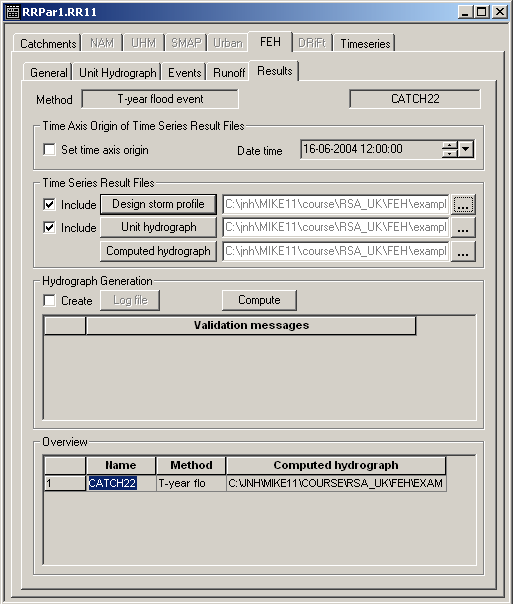 RRPar1.RR11
Catchments NAM UHM SMAP Urban FEH DRiFt Timeseries
General Unit Hydrograph Events Runoff Results
Method T-year flood event CATCH22
Time Axis Origin of Time Series Result Files
Set time axis origin Date time 16-06-2004 12:00:00
Time Series Result Files
Include Design storm profile C:\jnh\MIKE11\course\RSA_UK\FEH\exampl ...
Include Unit hydrograph C:\jnh\MIKE11\course\RSA_UK\FEH\exampl ...
Computed hydrograph C:\jnh\MIKE11\course\RSA_UK\FEH\exampl ...
Hydrograph Generation
Create Log file Compute
Validation messages
Overview
Name Method Computed hydrograph
1 CATCH22 T-year flo C:\JNH\MIKE11\COURSE\RSA_UK\FEH\EXAM